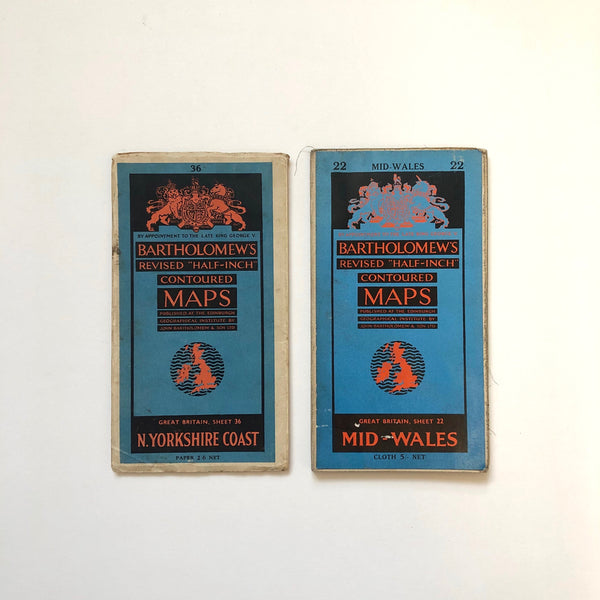 36
BY APPOINTMENT TO THE LATE KING GEORGE V.
BARTHOLOMEW'S
REVISED "HALF-INCH"
CONTOURED
MAPS
PUBLISHED AT THE EDINBURGH
GEOGRAPHICAL INSTITUTE BY
JOHN BARTHOLOMEW & SON LTD
GREAT BRITAIN, SHEET 36
N. YORKSHIRE COAST
PAPER 2/6 NET
22 MID-WALES 22
BARTHOLOMEW'S
REVISED "HALF-INCH"
CONTOURED
MAPS
PUBLISHED AT THE EDINBURGH
GEOGRAPHICAL INSTITUTE BY
JOHN BARTHOLOMEW & SON LTD
GREAT BRITAIN, SHEET 22
MID-WALES
CLOTH 5/- NET